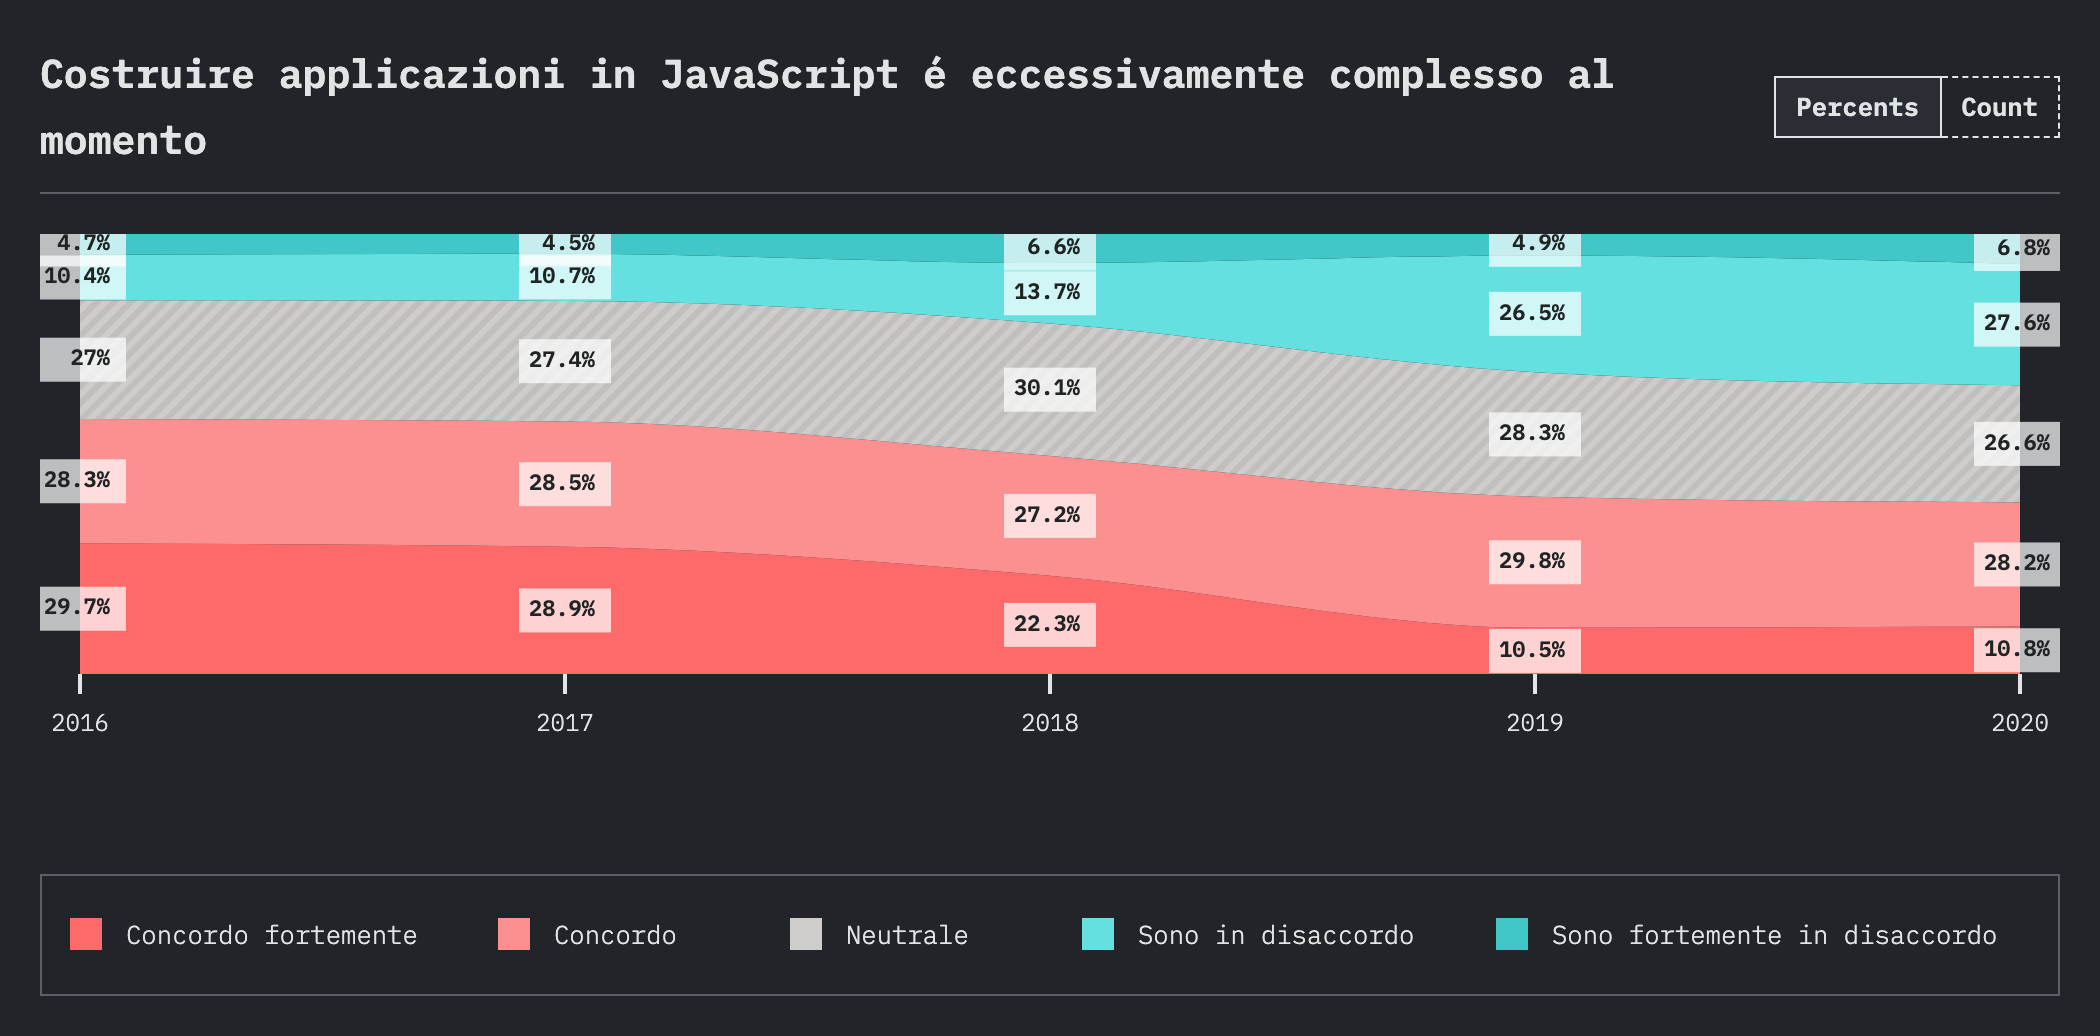 Costruire applicazioni in JavaScript é eccessivamente complesso al
momento
Percents Count
4.7% 4.5% 6.6% 4.9% 6.8%
10.4% 10.7% 13.7% 26.5% 27.6%
27% 27.4% 30.1% 28.3% 26.6%
28.3% 28.5% 27.2% 29.8% 28.2%
29.7% 28.9% 22.3% 10.5% 10.8%
2016 2017 2018 2019 2020
Concordo fortemente Concordo Neutrale Sono in disaccordo Sono fortemente in disaccordo